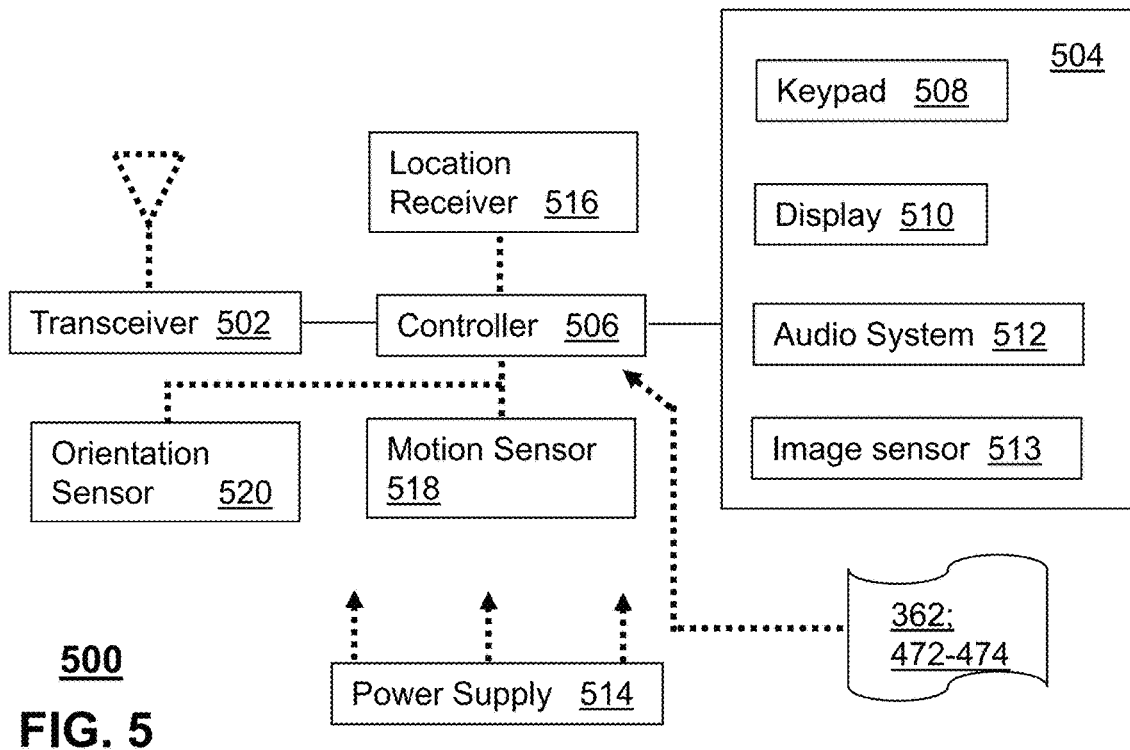 504
Keypad 508
Location
Receiver 516
Display 510
Transceiver 502
Controller 506
Audio System 512
Orientation
Sensor 520
Motion Sensor
518
Image sensor 513
362;
472-474
500
Power Supply 514
FIG. 5